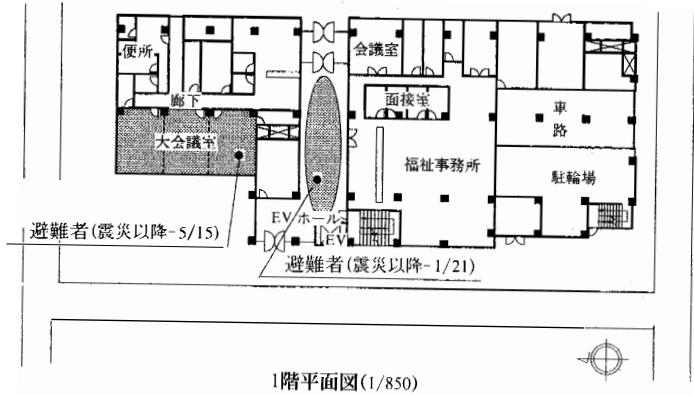 便所
会議室
廊下
面接室
大会議室
車路
福祉事務所
駐輪場
EVホール
EV
避難者(震災以降-5/15)
避難者(震災以降-1/21)
1階平面図(1/850)